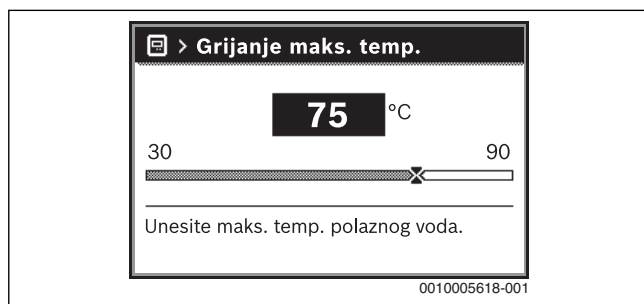 > Grijanje maks. temp.
75 °C
30 90
Unesite maks. temp. polaznog voda.
0010005618-001